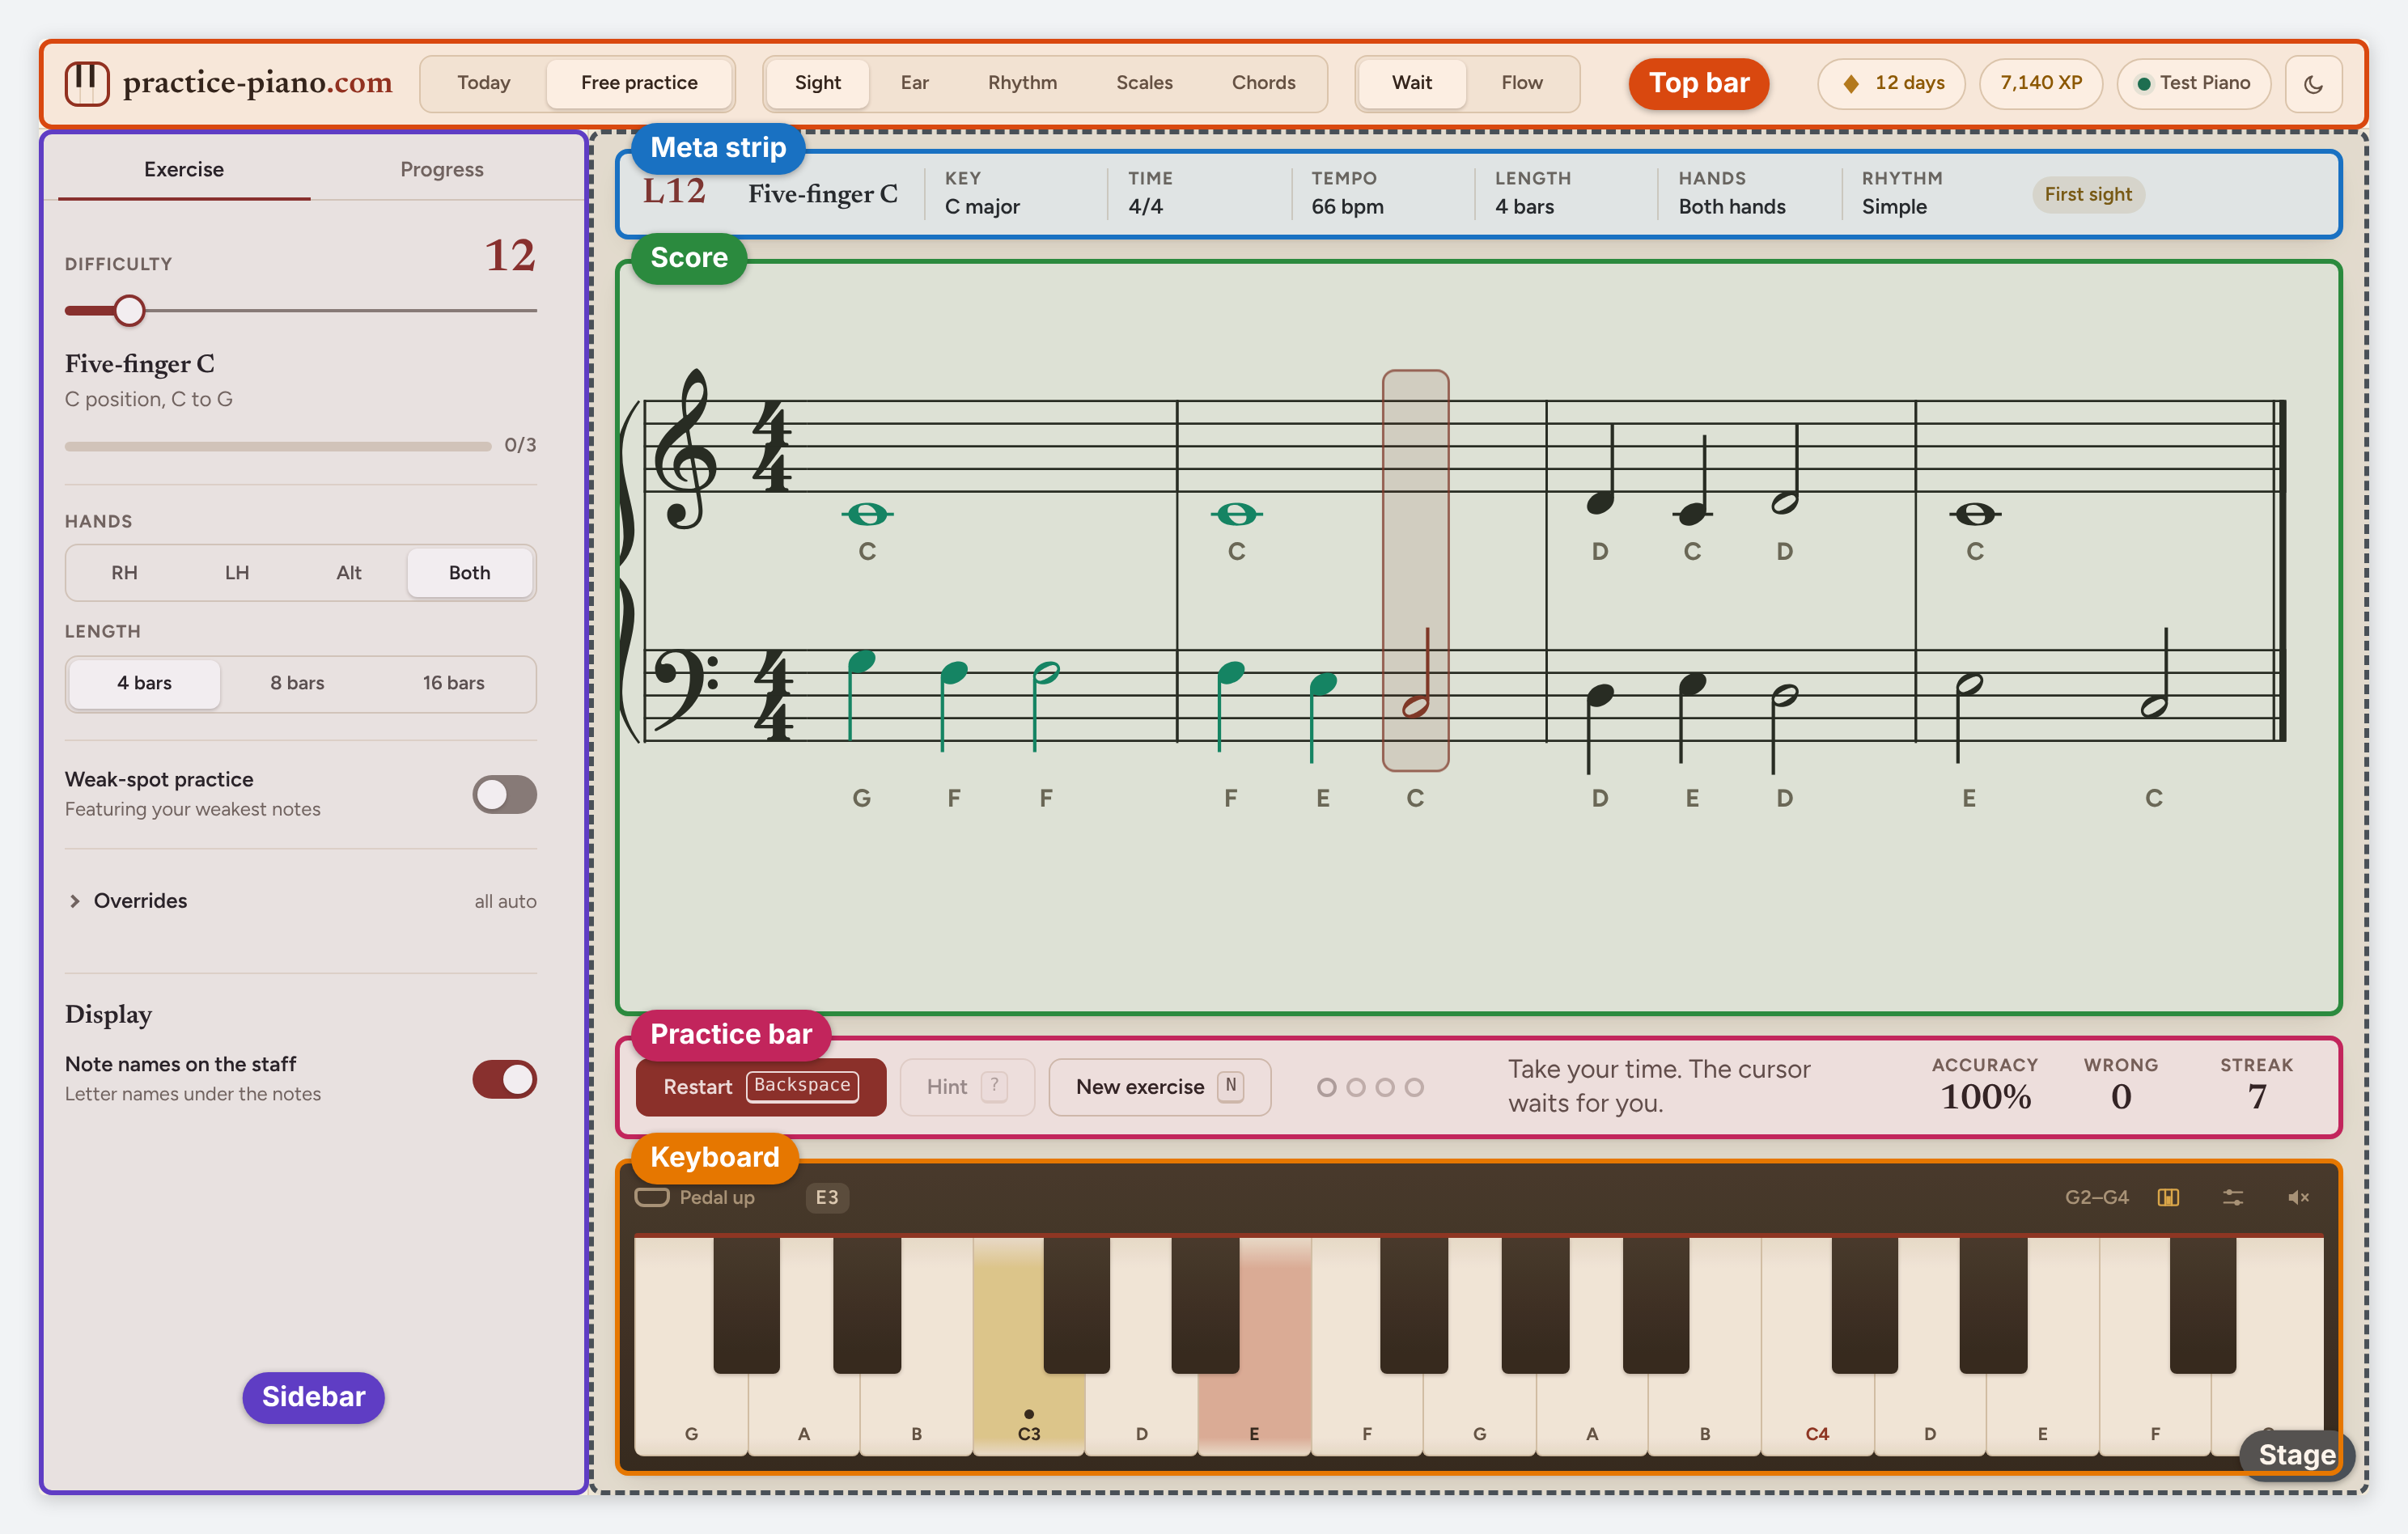 practice-piano.com
Today Free practice
Sight Ear Rhythm Scales Chords
Wait Flow
Top bar
12 days
7,140 XP
Test Piano
Exercise Progress
DIFFICULTY 12
Five-finger C
C position, C to G
0/3
HANDS
RH LH Alt Both
LENGTH
4 bars 8 bars 16 bars
Weak-spot practice
Featuring your weakest notes
Overrides all auto
Display
Note names on the staff
Letter names under the notes
Sidebar
Meta strip
L12 Five-finger C
KEY
C major
TIME
4/4
TEMPO
66 bpm
LENGTH
4 bars
HANDS
Both hands
RHYTHM
Simple
First sight
Score
4 4
C C D C D C
4 4
G F F F E C D E D E C
Practice bar
Restart Backspace
Hint ?
New exercise N
Take your time. The cursor
waits for you.
ACCURACY
100%
WRONG
0
STREAK
7
Keyboard
Pedal up E3 G2–G4
G A B C3 D E F G A B C4 D E F
Stage